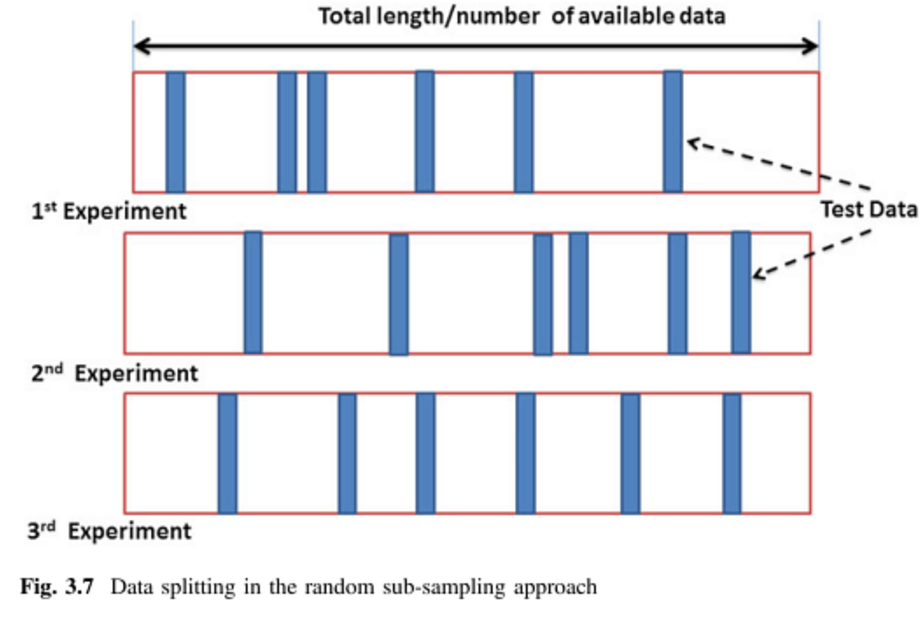 Total length/number of available data
1st Experiment
Test Data
2nd Experiment
3rd Experiment
Fig. 3.7 Data splitting in the random sub-sampling approach